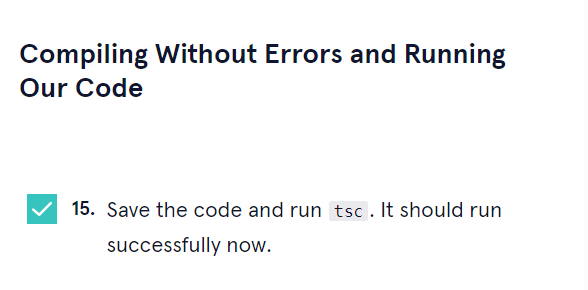 Compiling Without Errors and Running
Our Code
15. Save the code and run tsc. It should run
successfully now.